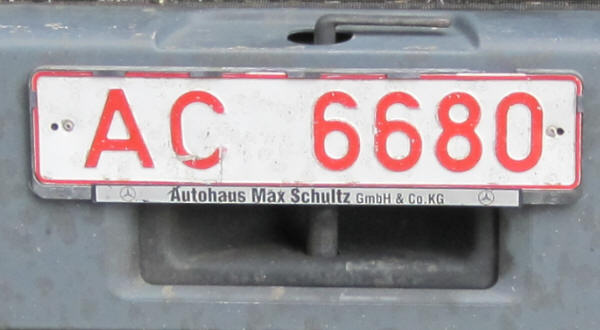 AC 6680
Autohaus Max Schultz GmbH & Co.KG